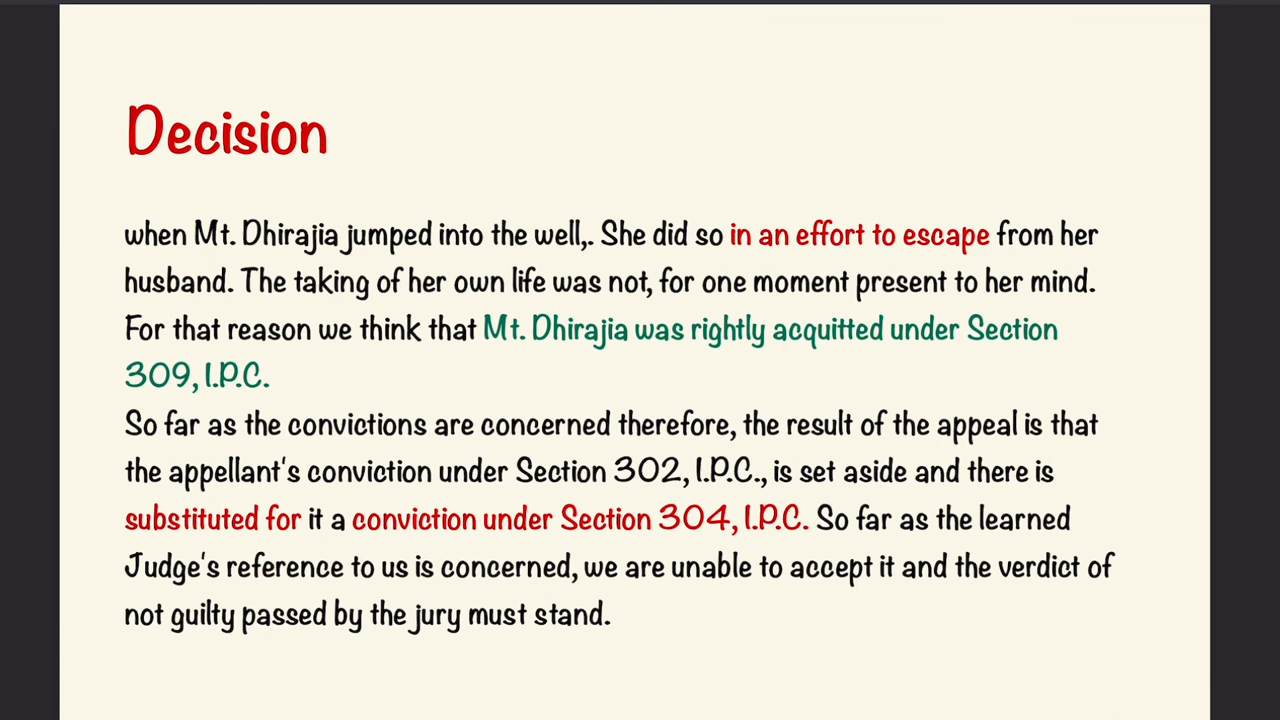 Decision
when Mt. Dhirajia jumped into the well,. She did so in an effort to escape from her
husband. The taking of her own life was not, for one moment present to her mind.
For that reason we think that Mt. Dhirajia was rightly acquitted under Section
309, I.P.C.
So far as the convictions are concerned therefore, the result of the appeal is that
the appellant's conviction under Section 302, I.P.C., is set aside and there is
substituted for it a conviction under Section 304, I.P.C. So far as the learned
Judge's reference to us is concerned, we are unable to accept it and the verdict of
not guilty passed by the jury must stand.